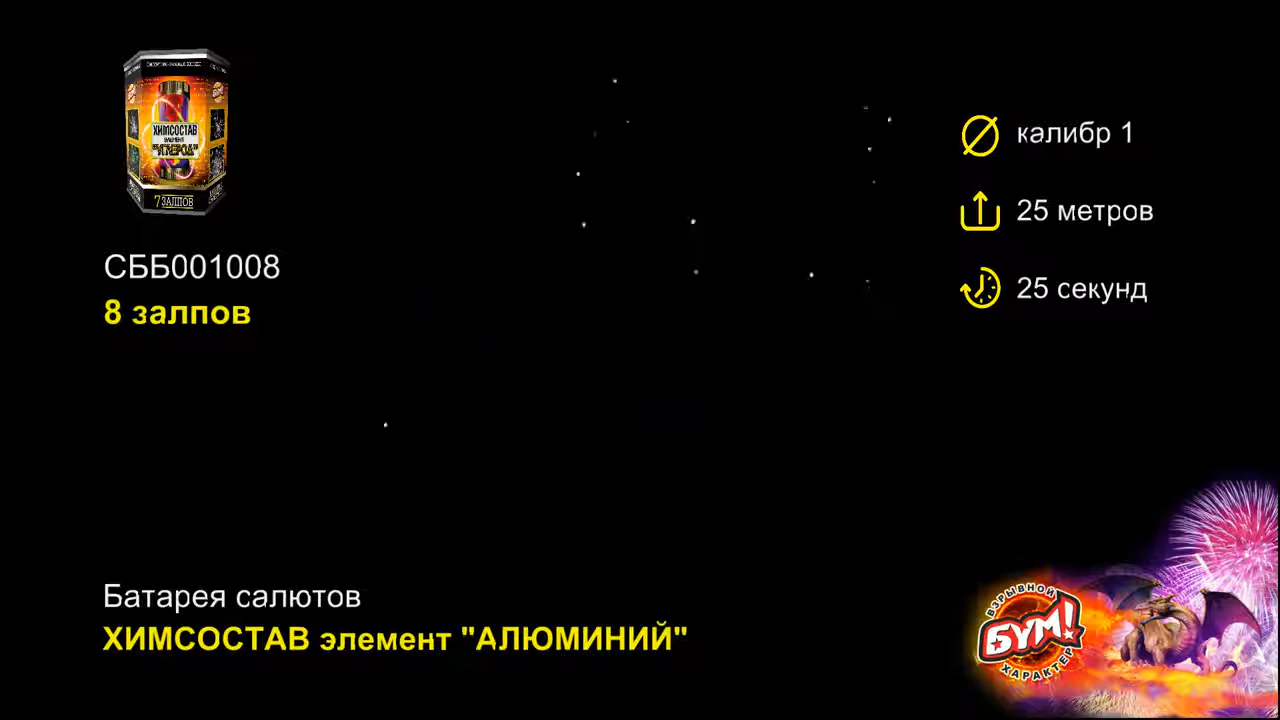 ХИМСОСТАВ
ЭЛЕМЕНТ
"УГЛЕРОД"
7 ЗАЛПОВ
СББ001008
8 залпов
калибр 1
25 метров
25 секунд
Батарея салютов
ХИМСОСТАВ элемент "АЛЮМИНИЙ"
ВЗРЫВНОЙ
БУМ!
ХАРАКТЕР